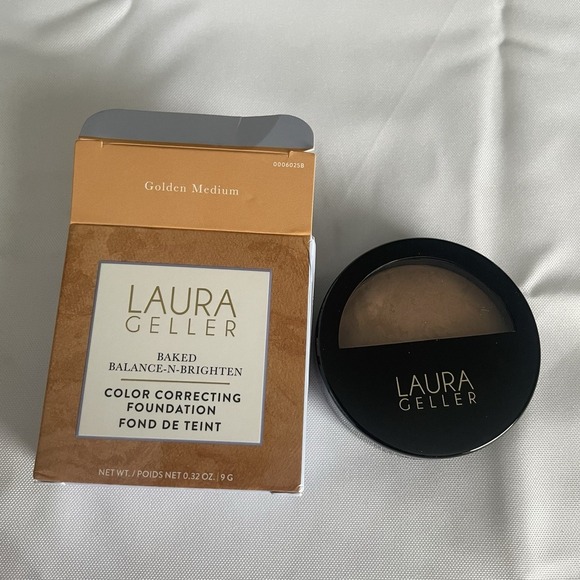 0006025B
Golden Medium
LAURA
GELLER
BAKED
BALANCE-N-BRIGHTEN
COLOR CORRECTING
FOUNDATION
FOND DE TEINT
NET WT. / POIDS NET 0.32 OZ. | 9 G
LAURA
GELLER